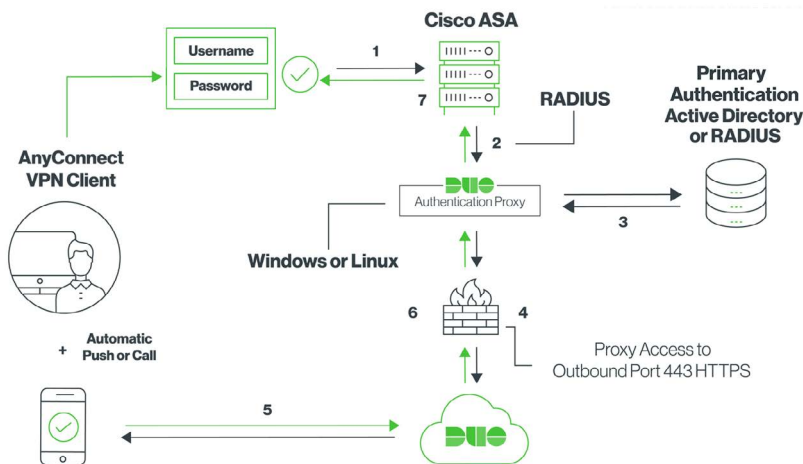 Cisco ASA
Username
Password
1
7
2
RADIUS
Primary
Authentication
Active Directory
or RADIUS
AnyConnect
VPN Client
DUO
Authentication Proxy
3
Windows or Linux
6
4
+
Automatic
Push or Call
Proxy Access to
Outbound Port 443 HTTPS
5
DUO